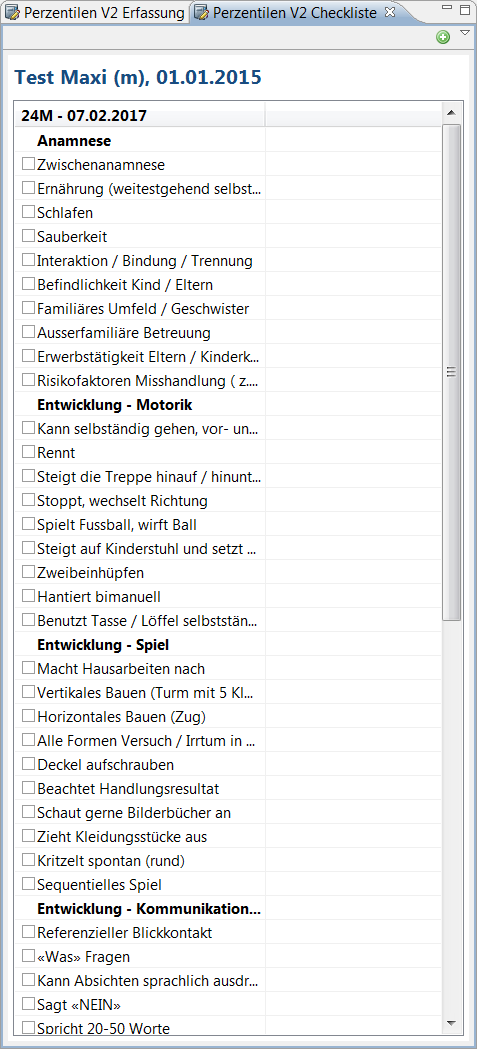 Perzentilen V2 Erfassung Perzentilen V2 Checkliste
Test Maxi (m), 01.01.2015
24M - 07.02.2017
Anamnese
Zwischenanamnese
Ernährung (weitestgehend selbst...
Schlafen
Sauberkeit
Interaktion / Bindung / Trennung
Befindlichkeit Kind / Eltern
Familiäres Umfeld / Geschwister
Ausserfamiliäre Betreuung
Erwerbstätigkeit Eltern / Kinderk...
Risikofaktoren Misshandlung ( z....
Entwicklung - Motorik
Kann selbständig gehen, vor- un...
Rennt
Steigt die Treppe hinauf / hinunt...
Stoppt, wechselt Richtung
Spielt Fussball, wirft Ball
Steigt auf Kinderstuhl und setzt ...
Zweibeinhüpfen
Hantiert bimanuell
Benutzt Tasse / Löffel selbststän...
Entwicklung - Spiel
Macht Hausarbeiten nach
Vertikales Bauen (Turm mit 5 Kl...
Horizontales Bauen (Zug)
Alle Formen Versuch / Irrtum in ...
Deckel aufschrauben
Beachtet Handlungsresultat
Schaut gerne Bilderbücher an
Zieht Kleidungsstücke aus
Kritzelt spontan (rund)
Sequentielles Spiel
Entwicklung - Kommunikation...
Referenzieller Blickkontakt
«Was» Fragen
Kann Absichten sprachlich ausdr...
Sagt «NEIN»
Spricht 20-50 Worte